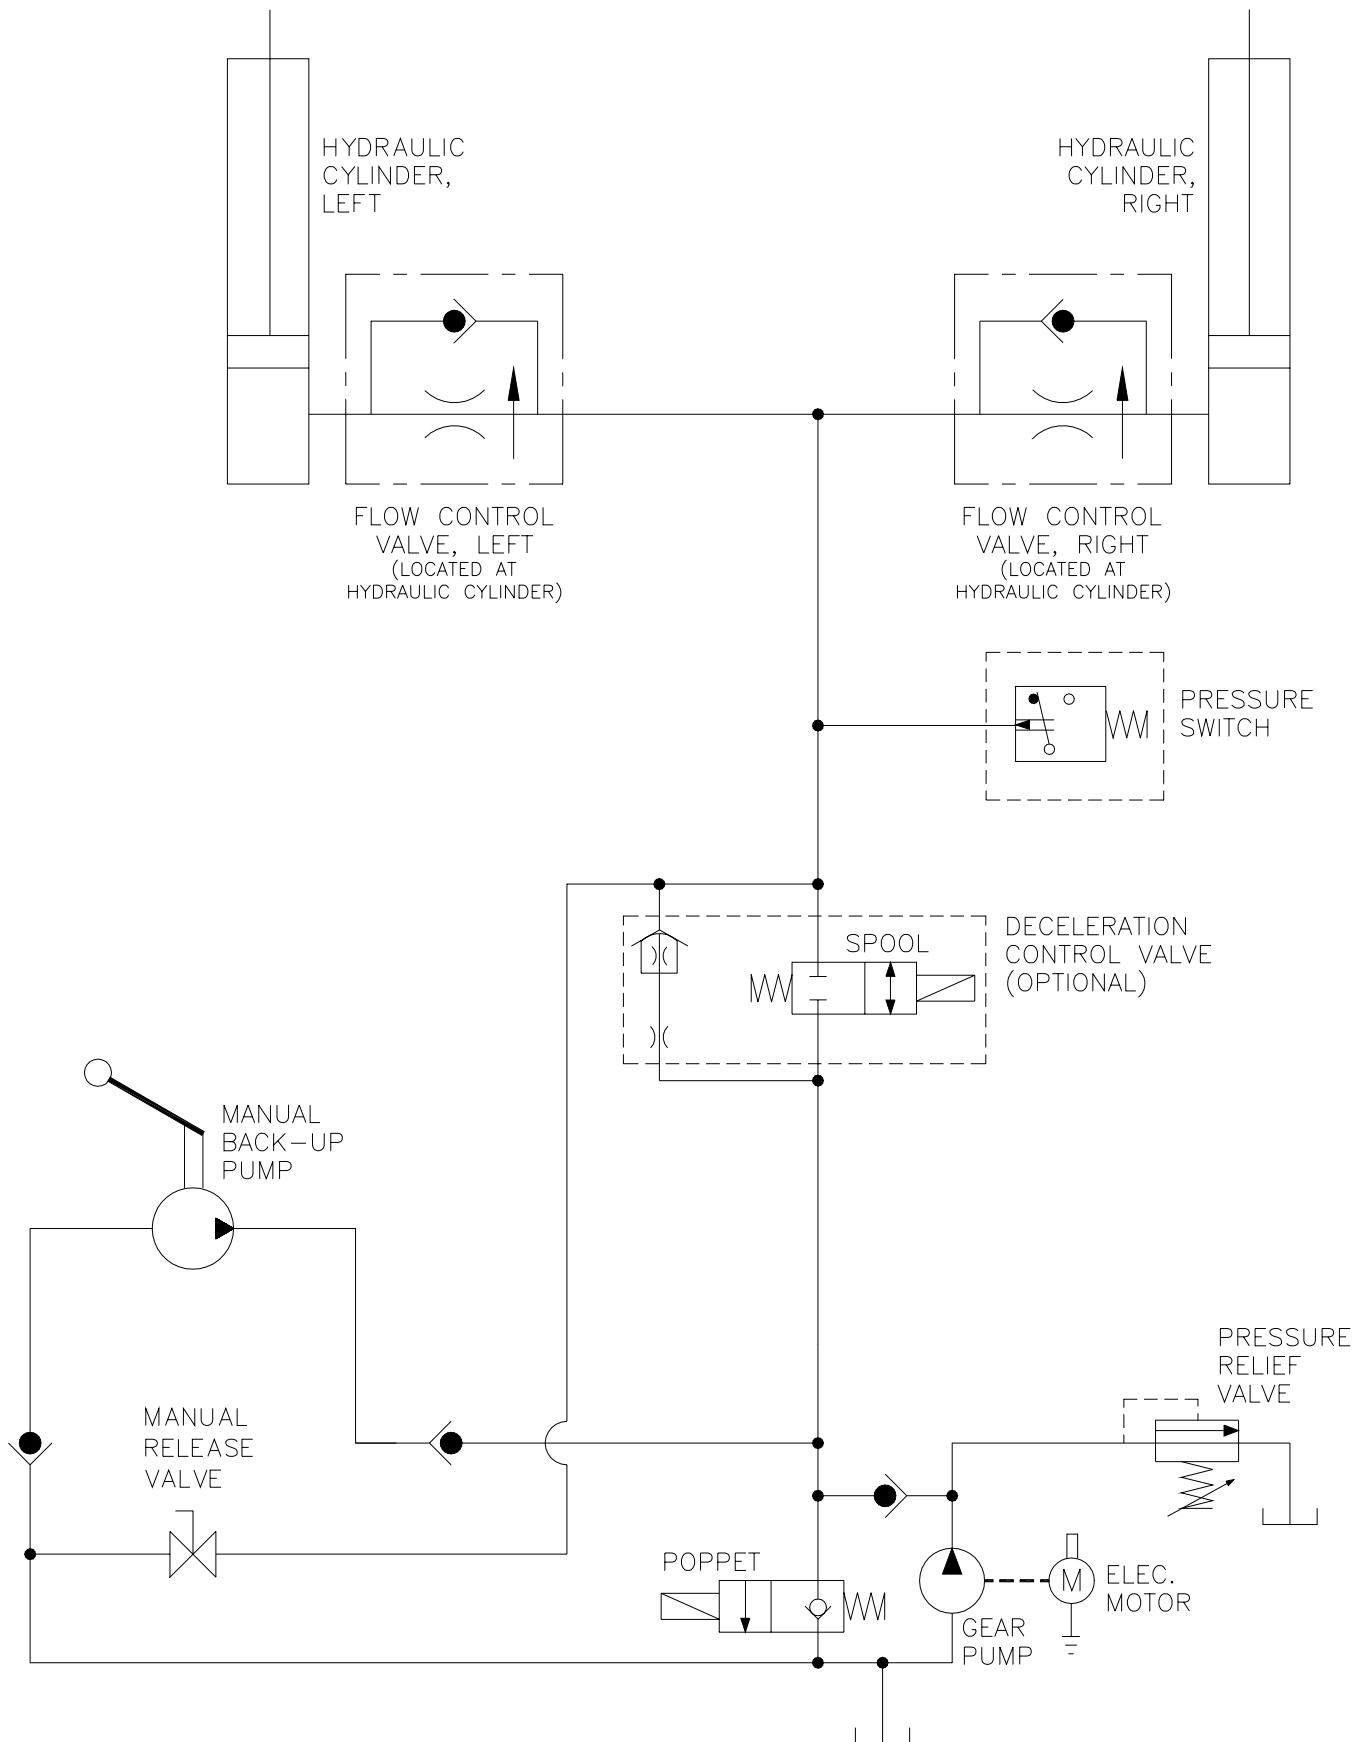 HYDRAULIC
CYLINDER,
LEFT
HYDRAULIC
CYLINDER,
RIGHT
FLOW CONTROL
VALVE, LEFT
(LOCATED AT
HYDRAULIC CYLINDER)
FLOW CONTROL
VALVE, RIGHT
(LOCATED AT
HYDRAULIC CYLINDER)
PRESSURE
SWITCH
SPOOL
DECELERATION
CONTROL VALVE
(OPTIONAL)
MANUAL
BACK-UP
PUMP
PRESSURE
RELIEF
VALVE
MANUAL
RELEASE
VALVE
POPPET
M
ELEC.
MOTOR
GEAR
PUMP